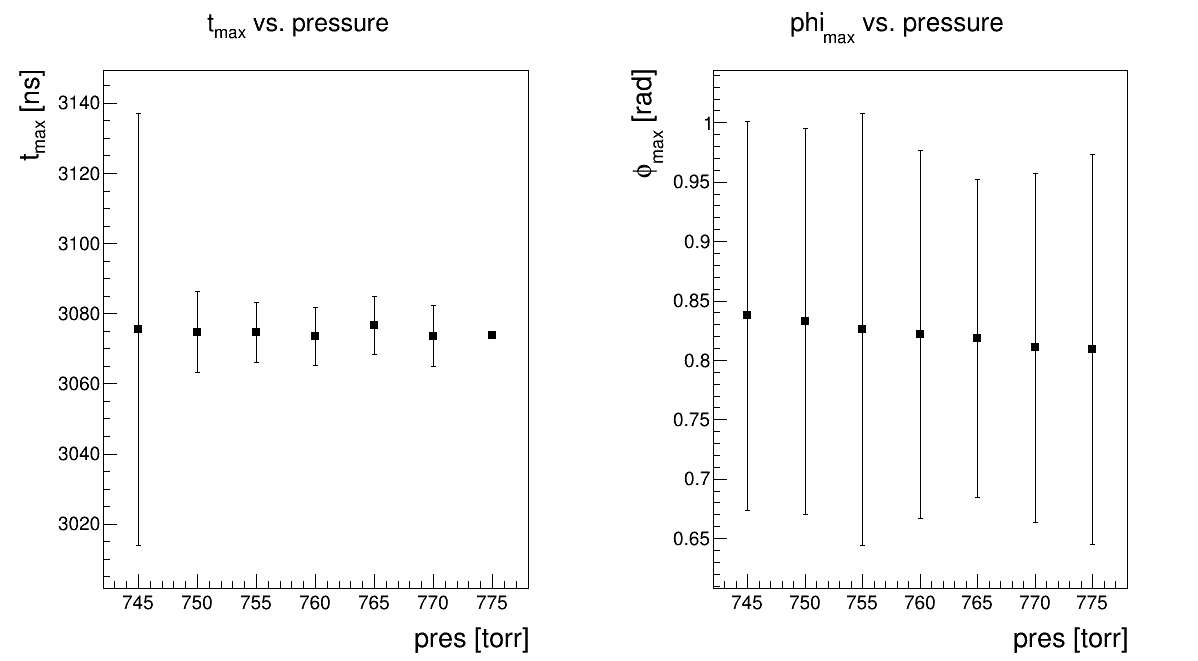 t_max vs. pressure
t_max [ns]
3140
3120
3100
3080
3060
3040
3020
745 750 755 760 765 770 775
pres [torr]
phi_max vs. pressure
ϕ_max [rad]
1
0.95
0.9
0.85
0.8
0.75
0.7
0.65
745 750 755 760 765 770 775
pres [torr]